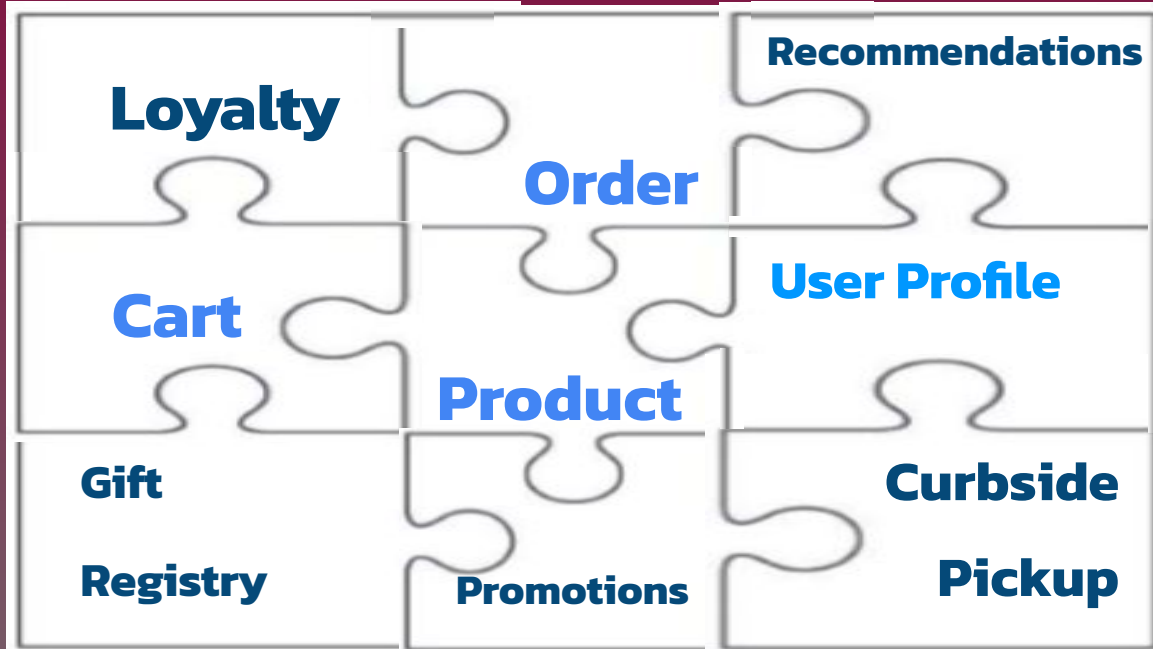 Loyalty
Order
Recommendations
Cart
Product
User Profile
Gift
Registry
Promotions
Curbside
Pickup